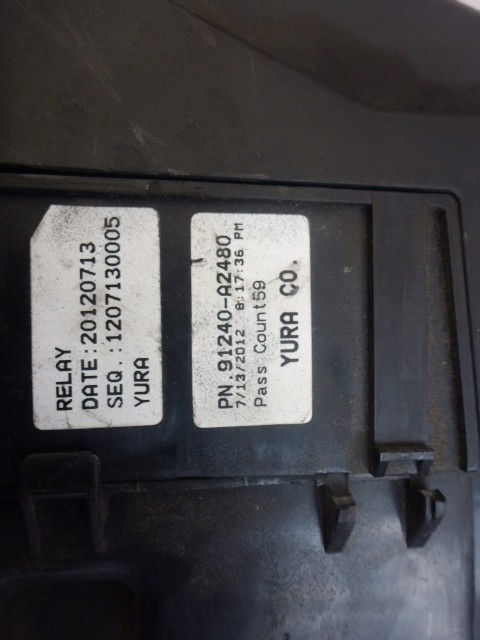 RELAY
DATE:20120713
SEQ.:1207130005
YURA
PN.91240-A2480
7/13/2012 8:17:36 PM
Pass Count59
YURA CO.